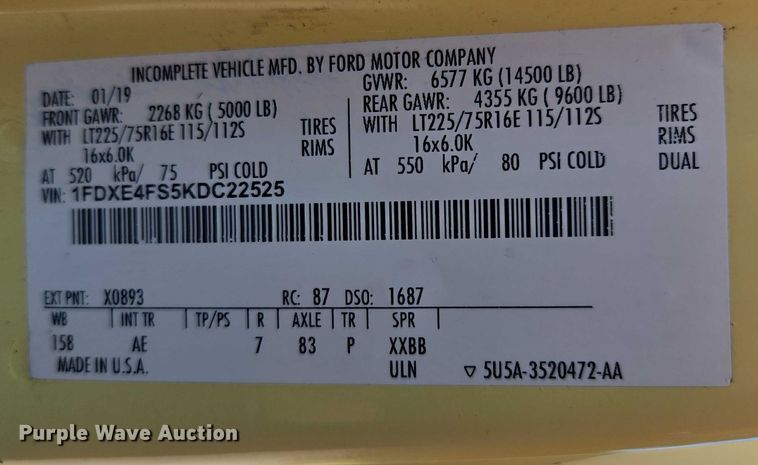 INCOMPLETE VEHICLE MFD. BY FORD MOTOR COMPANY
DATE: 01/19
GVWR: 6577 KG (14500 LB)
FRONT GAWR: 2268 KG ( 5000 LB)
REAR GAWR: 4355 KG ( 9600 LB)
WITH LT225/75R16E 115/112S TIRES
WITH LT225/75R16E 115/112S TIRES
16x6.0K RIMS
16x6.0K RIMS
AT 520 kPa/ 75 PSI COLD
AT 550 kPa/ 80 PSI COLD DUAL
VIN: 1FDXE4FS5KDC22525
EXT PNT: X0893 RC: 87 DSO: 1687
WB | INT TR | TP/PS | R | AXLE | TR | SPR |
158 AE 7 83 P XXBB
MADE IN U.S.A. ULN ▽ 5U5A-3520472-AA
Purple Wave Auction